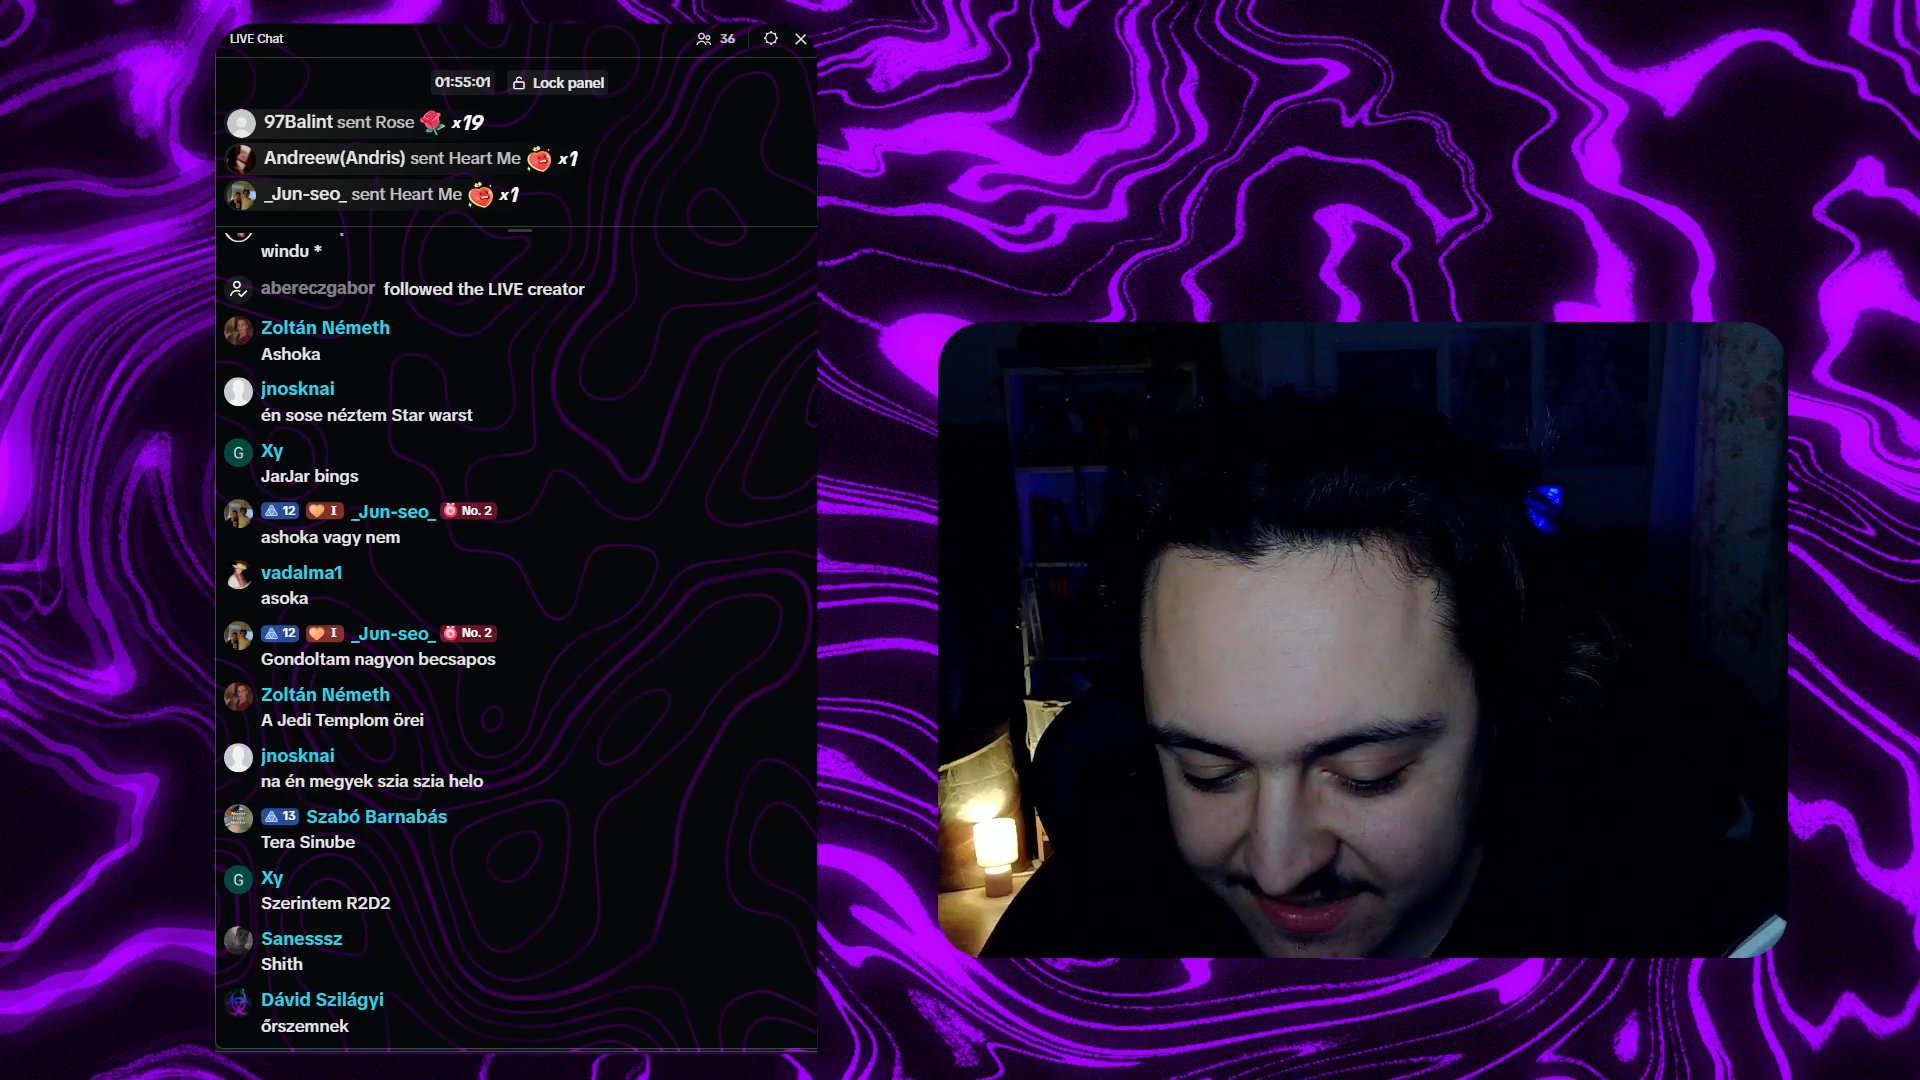 LIVE Chat
36
01:55:01
Lock panel
97Balint sent Rose x19
Andreew(Andris) sent Heart Me x1
_Jun-seo_ sent Heart Me x1
windu *
abereczgabor followed the LIVE creator
Zoltán Németh
Ashoka
jnosknai
én sose néztem Star warst
G
Xy
JarJar bings
12 I _Jun-seo_ No. 2
ashoka vagy nem
vadalma1
asoka
12 I _Jun-seo_ No. 2
Gondoltam nagyon becsapos
Zoltán Németh
A Jedi Templom örei
jnosknai
na én megyek szia szia helo
13 Szabó Barnabás
Tera Sinube
G
Xy
Szerintem R2D2
Sanesssz
Shith
Dávid Szilágyi
őrszemnek